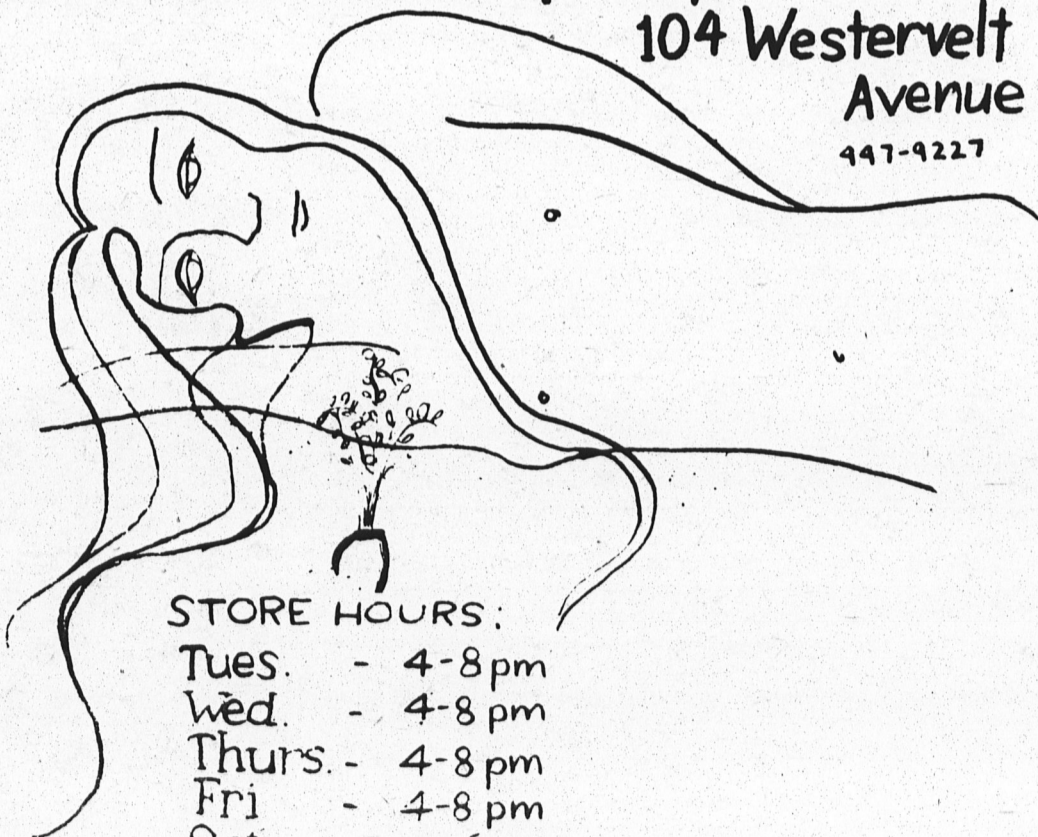 104 Westervelt
Avenue
447-9227
STORE HOURS:
Tues. - 4-8 pm
Wed. - 4-8 pm
Thurs. - 4-8 pm
Fri - 4-8 pm